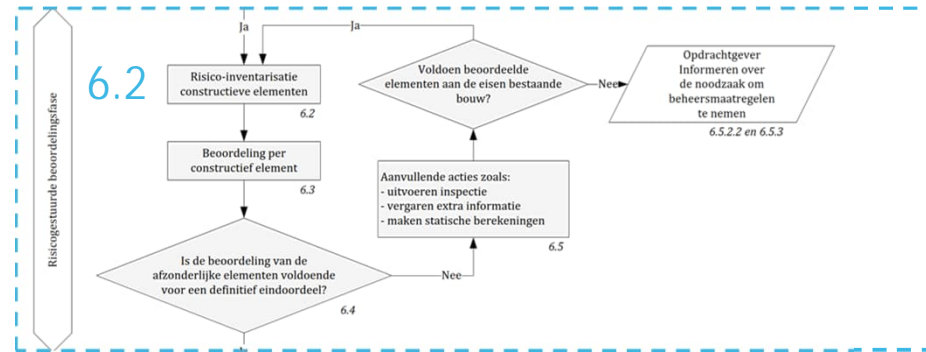 Risicogestuurde beoordelingsfase
6.2
Ja
Risico-inventarisatie
constructieve elementen
6.2
Beoordeling per
constructief element
6.3
Is de beoordeling van de
afzonderlijke elementen voldoende
voor een definitief eindoordeel?
6.4
Nee
Aanvullende acties zoals:
- uitvoeren inspectie
- vergaren extra informatie
- maken statische berekeningen
6.5
Ja
Voldoen beoordeelde
elementen aan de eisen bestaande
bouw?
Nee
Opdrachtgever
Informeren over
de noodzaak om
beheersmaatregelen
te nemen
6.5.2.2 en 6.5.3